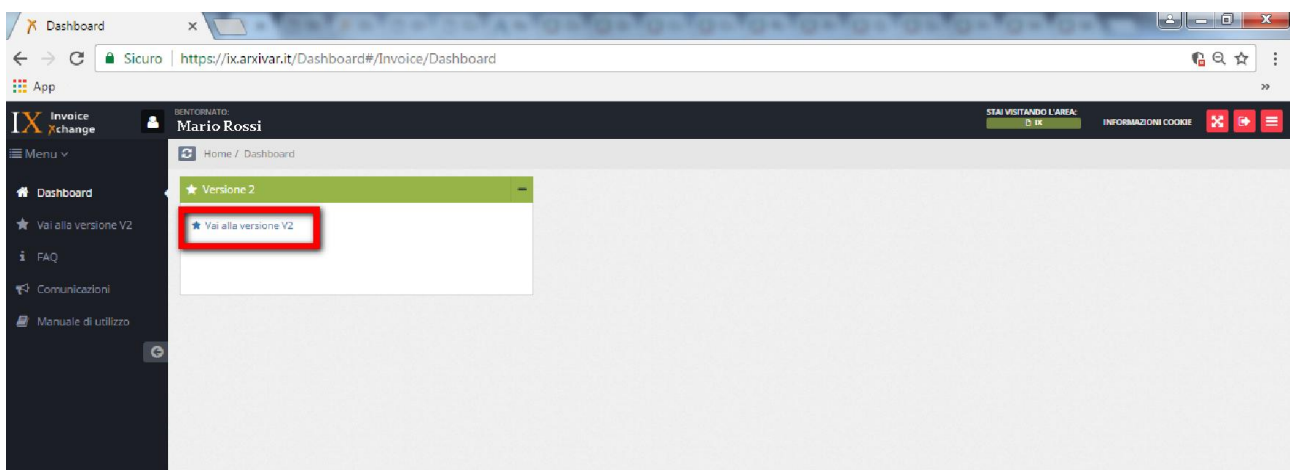 Dashboard
Sicuro | https://ix.arxivar.it/Dashboard#/Invoice/Dashboard
App
»
IX Invoice Xchange
BENTORNATO:
Mario Rossi
STAI VISITANDO L'AREA:
IX
INFORMAZIONI COOKIE
Menu
Home / Dashboard
Dashboard
Vai alla versione V2
FAQ
Comunicazioni
Manuale di utilizzo
Versione 2
Vai alla versione V2